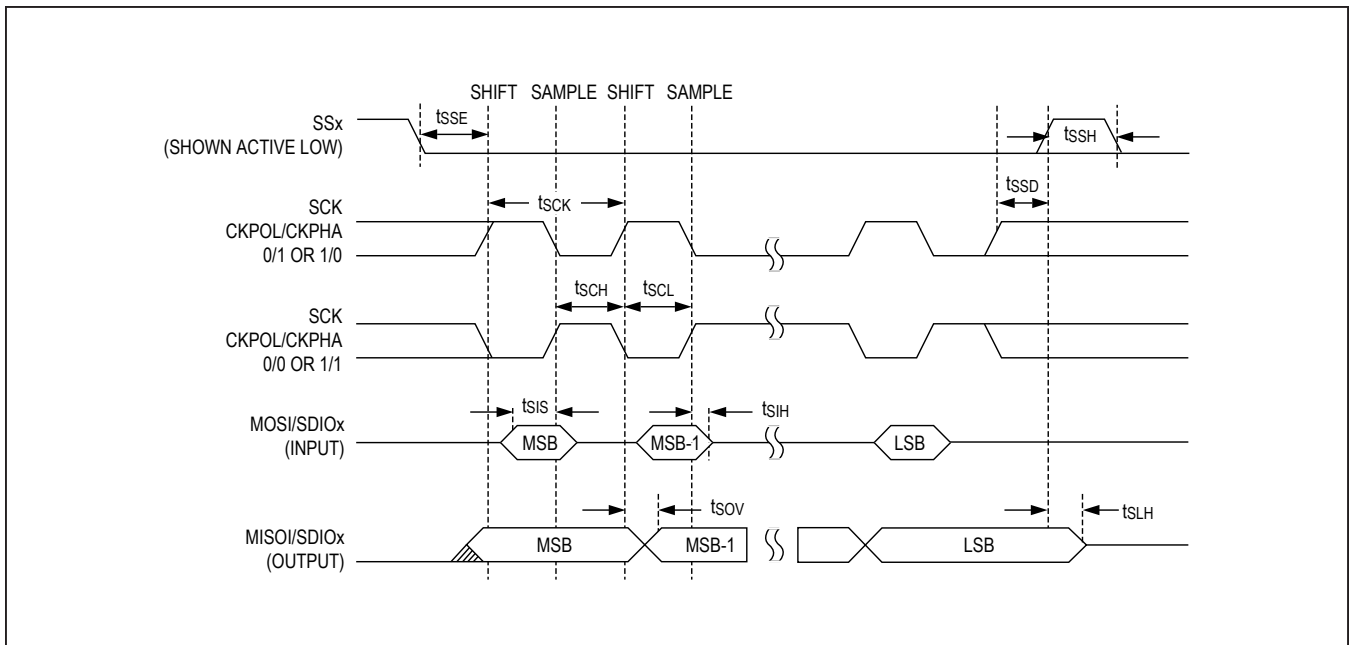 SHIFT SAMPLE SHIFT SAMPLE
SSx
(SHOWN ACTIVE LOW)
tSSE
tSSH
tSSD
SCK
CKPOL/CKPHA
0/1 OR 1/0
tSCK
tSCH
tSCL
SCK
CKPOL/CKPHA
0/0 OR 1/1
tSIS
tSIH
MOSI/SDIOx
(INPUT)
MSB
MSB-1
LSB
tSOV
tSLH
MISOI/SDIOx
(OUTPUT)
MSB
MSB-1
LSB